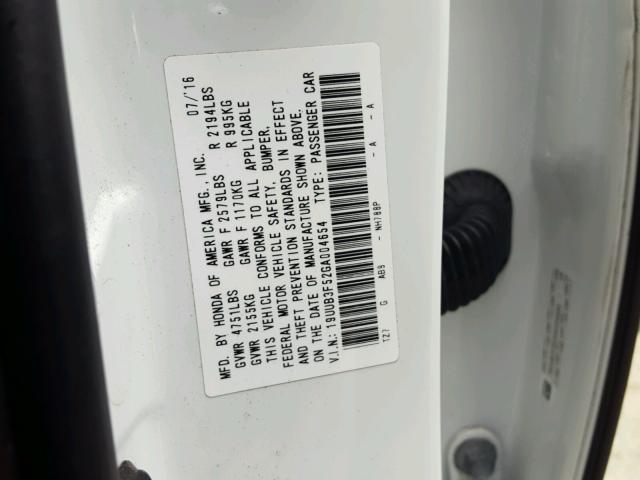 MFD. BY HONDA OF AMERICA MFG., INC. 07/'16
GVWR 4751LBS GAWR F 2579LBS R 2194LBS
GVWR 2155KG GAWR F 1170KG R 995KG
THIS VEHICLE CONFORMS TO ALL APPLICABLE
FEDERAL MOTOR VEHICLE SAFETY, BUMPER,
AND THEFT PREVENTION STANDARDS IN EFFECT
ON THE DATE OF MANUFACTURE SHOWN ABOVE.
V.I.N.: 19UUB3F52GA004654 TYPE: PASSENGER CAR
TZ7 G AB9 - NH788P - A - A